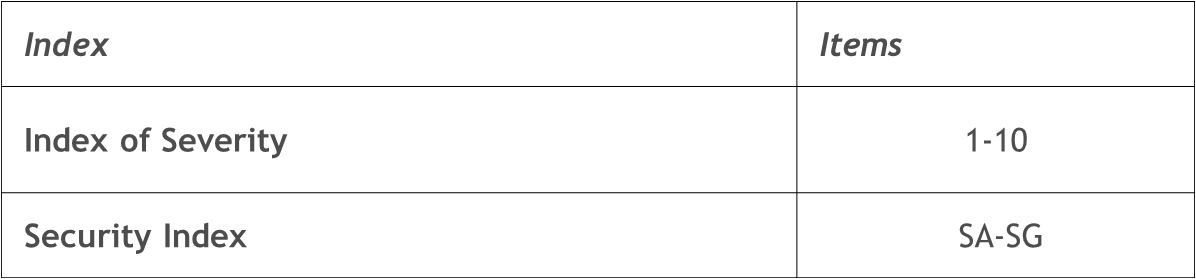 Index Items
Index of Severity 1-10
Security Index SA-SG